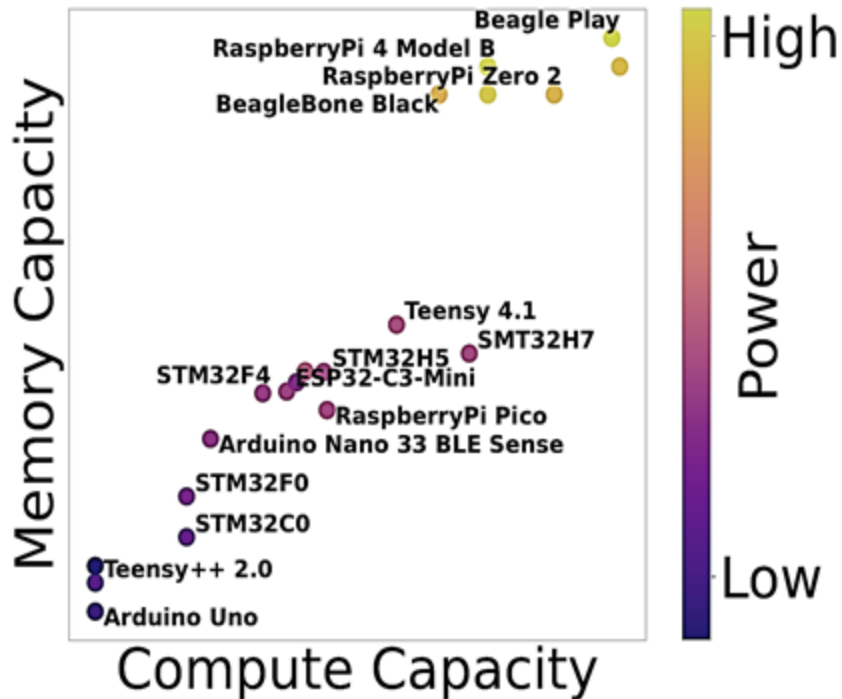 Beagle Play
RaspberryPi 4 Model B
RaspberryPi Zero 2
BeagleBone Black
Teensy 4.1
SMT32H7
STM32H5
STM32F4
ESP32-C3-Mini
RaspberryPi Pico
Arduino Nano 33 BLE Sense
STM32F0
STM32C0
Teensy++ 2.0
Arduino Uno
Memory Capacity
Compute Capacity
High
Power
Low